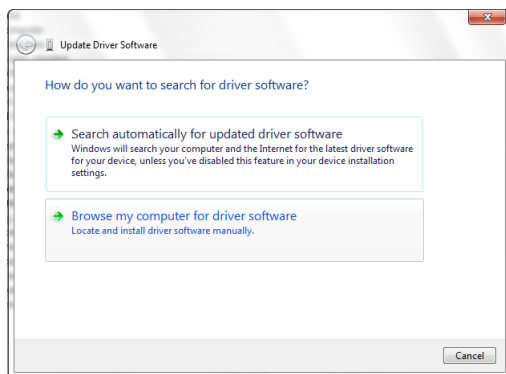 Update Driver Software
How do you want to search for driver software?
Search automatically for updated driver software
Windows will search your computer and the Internet for the latest driver software
for your device, unless you've disabled this feature in your device installation
settings.
Browse my computer for driver software
Locate and install driver software manually.
Cancel